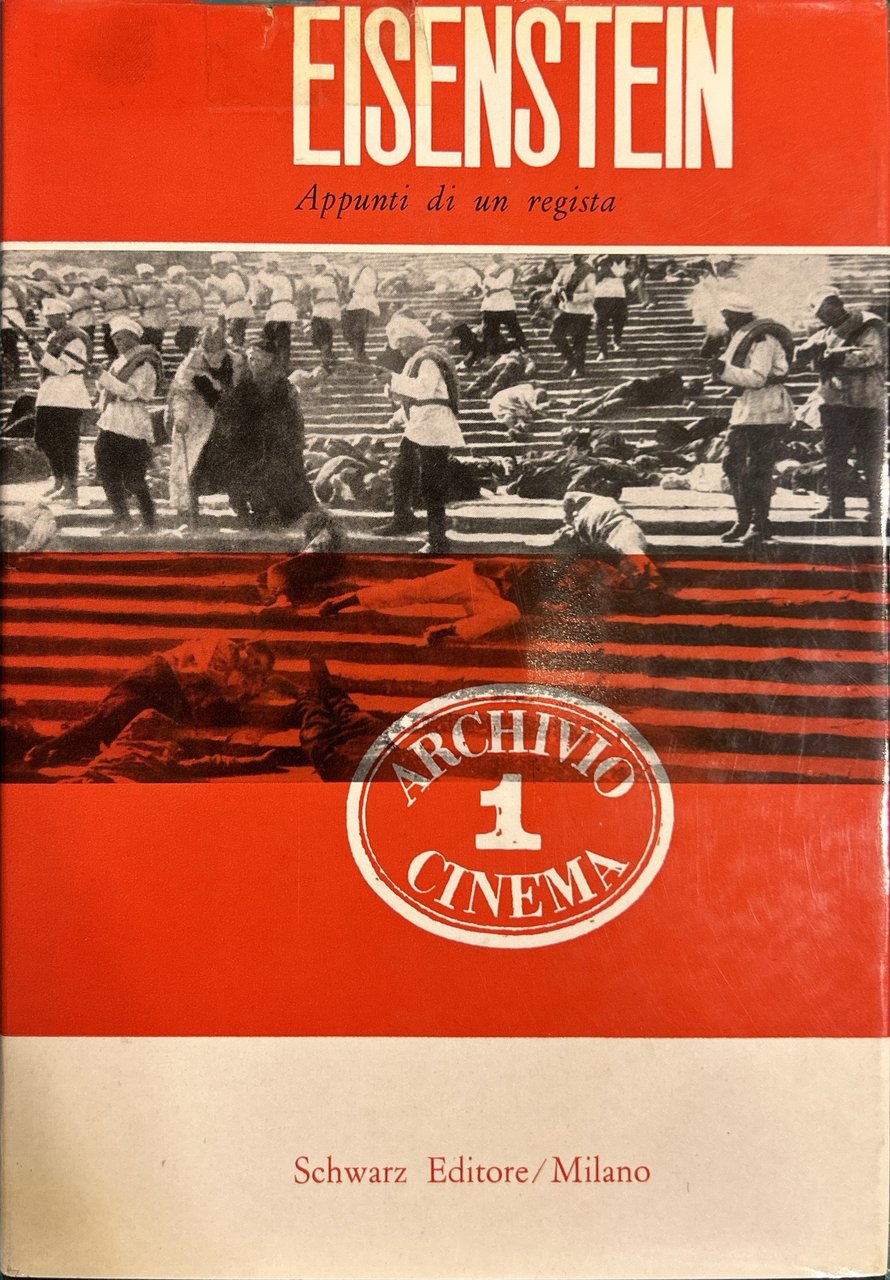 EISENSTEIN
Appunti di un regista
ARCHIVIO
1
CINEMA
Schwarz Editore/Milano